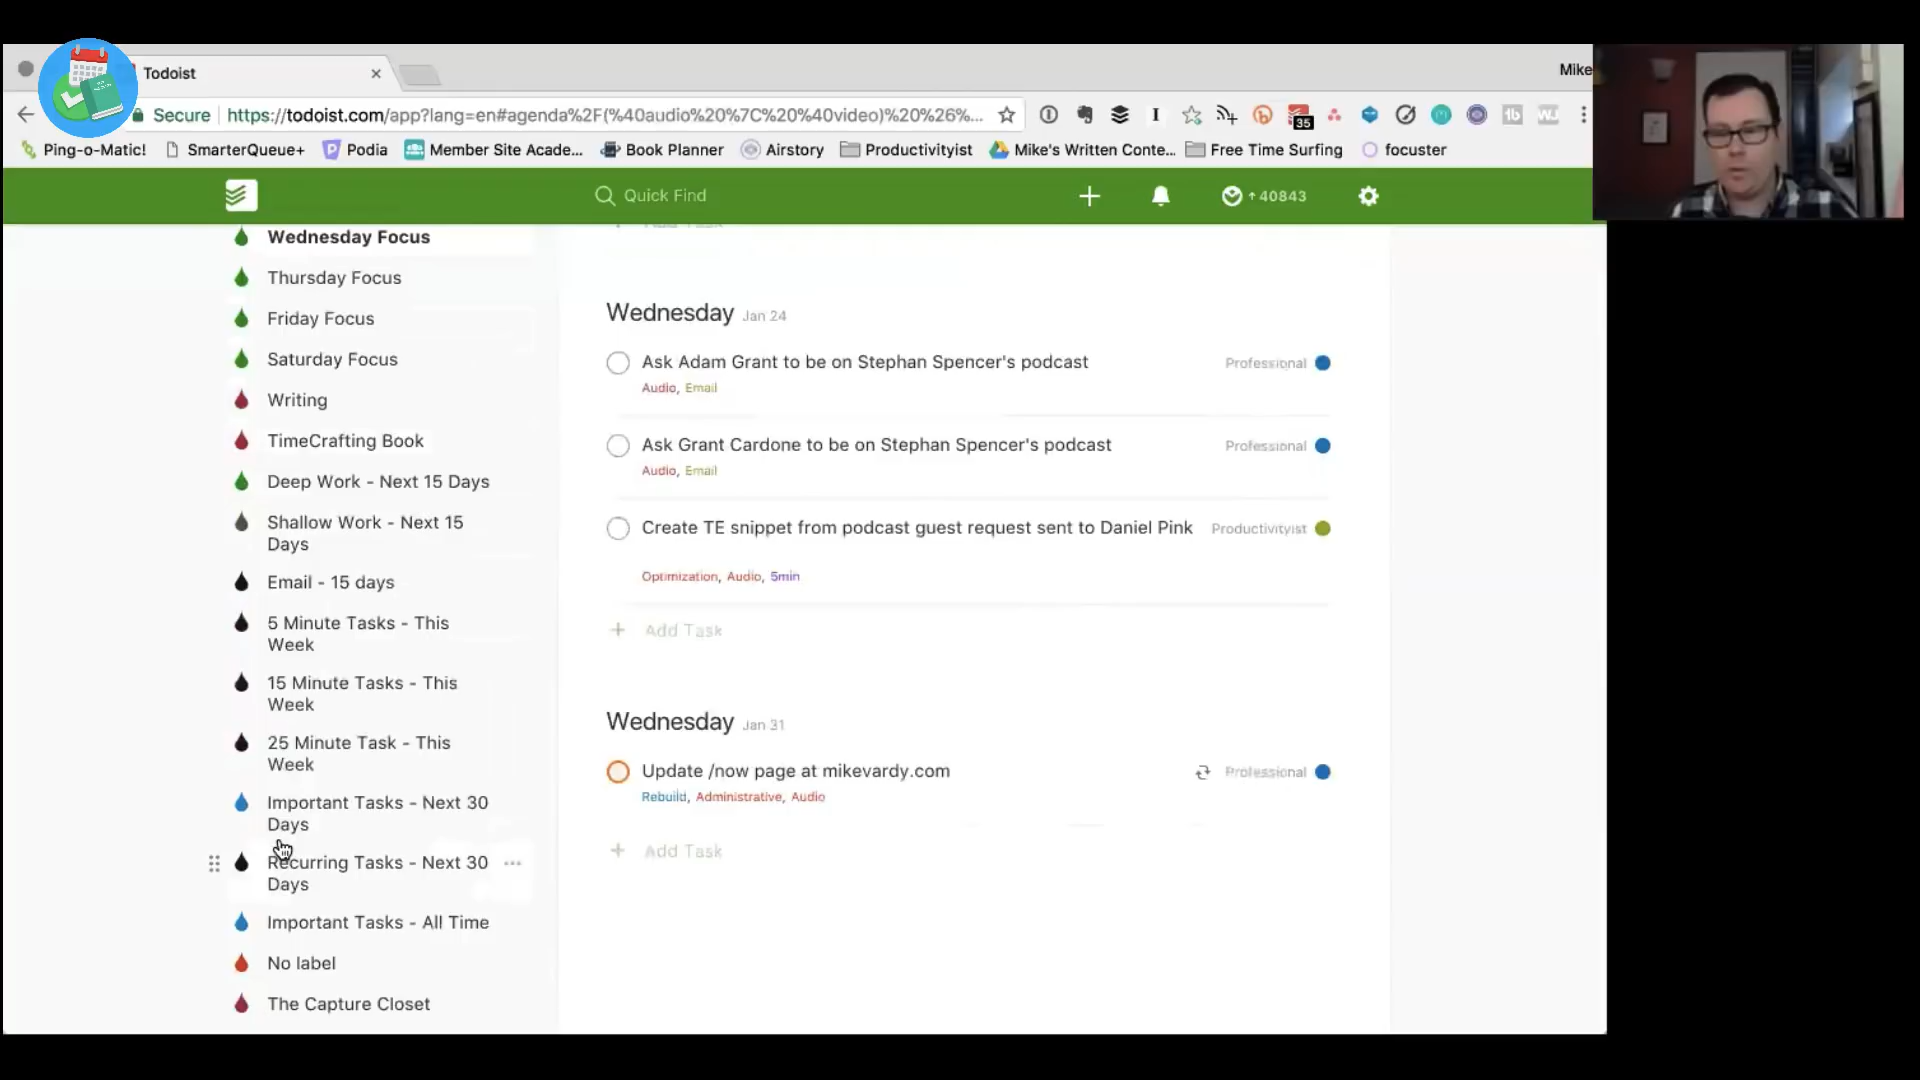 Todoist
Mike
Secure https://todoist.com/app?lang=en#agenda%2F(%40audio%20%7C%20%40video)%20%26%...
35
Ping-o-Matic! SmarterQueue+ Podia Member Site Acade... Book Planner Airstory Productivityist Mike's Written Conte... Free Time Surfing focuster
Quick Find
40843
Wednesday Focus
Thursday Focus
Friday Focus
Saturday Focus
Writing
TimeCrafting Book
Deep Work - Next 15 Days
Shallow Work - Next 15
Days
Email - 15 days
5 Minute Tasks - This
Week
15 Minute Tasks - This
Week
25 Minute Task - This
Week
Important Tasks - Next 30
Days
Recurring Tasks - Next 30
Days
Important Tasks - All Time
No label
The Capture Closet
Wednesday Jan 24
Ask Adam Grant to be on Stephan Spencer's podcast Professional
Audio, Email
Ask Grant Cardone to be on Stephan Spencer's podcast Professional
Audio, Email
Create TE snippet from podcast guest request sent to Daniel Pink Productivityist
Optimization, Audio, 5min
+ Add Task
Wednesday Jan 31
Update /now page at mikevardy.com Professional
Rebuild, Administrative, Audio
+ Add Task